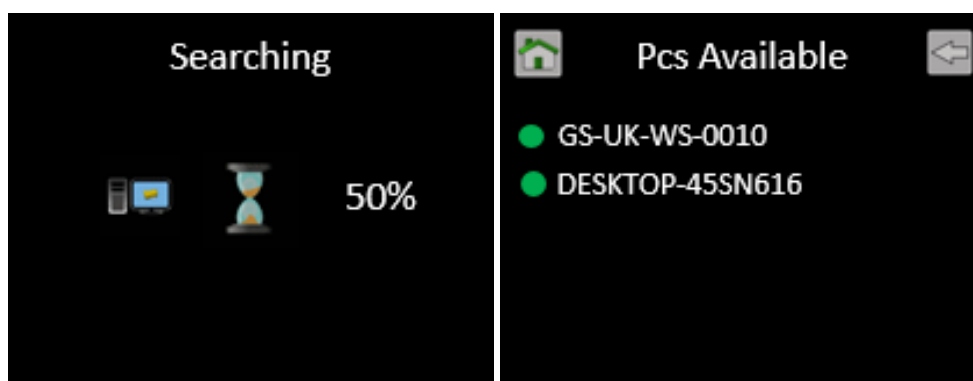 Searching
50%
Pcs Available
GS-UK-WS-0010
DESKTOP-45SN616